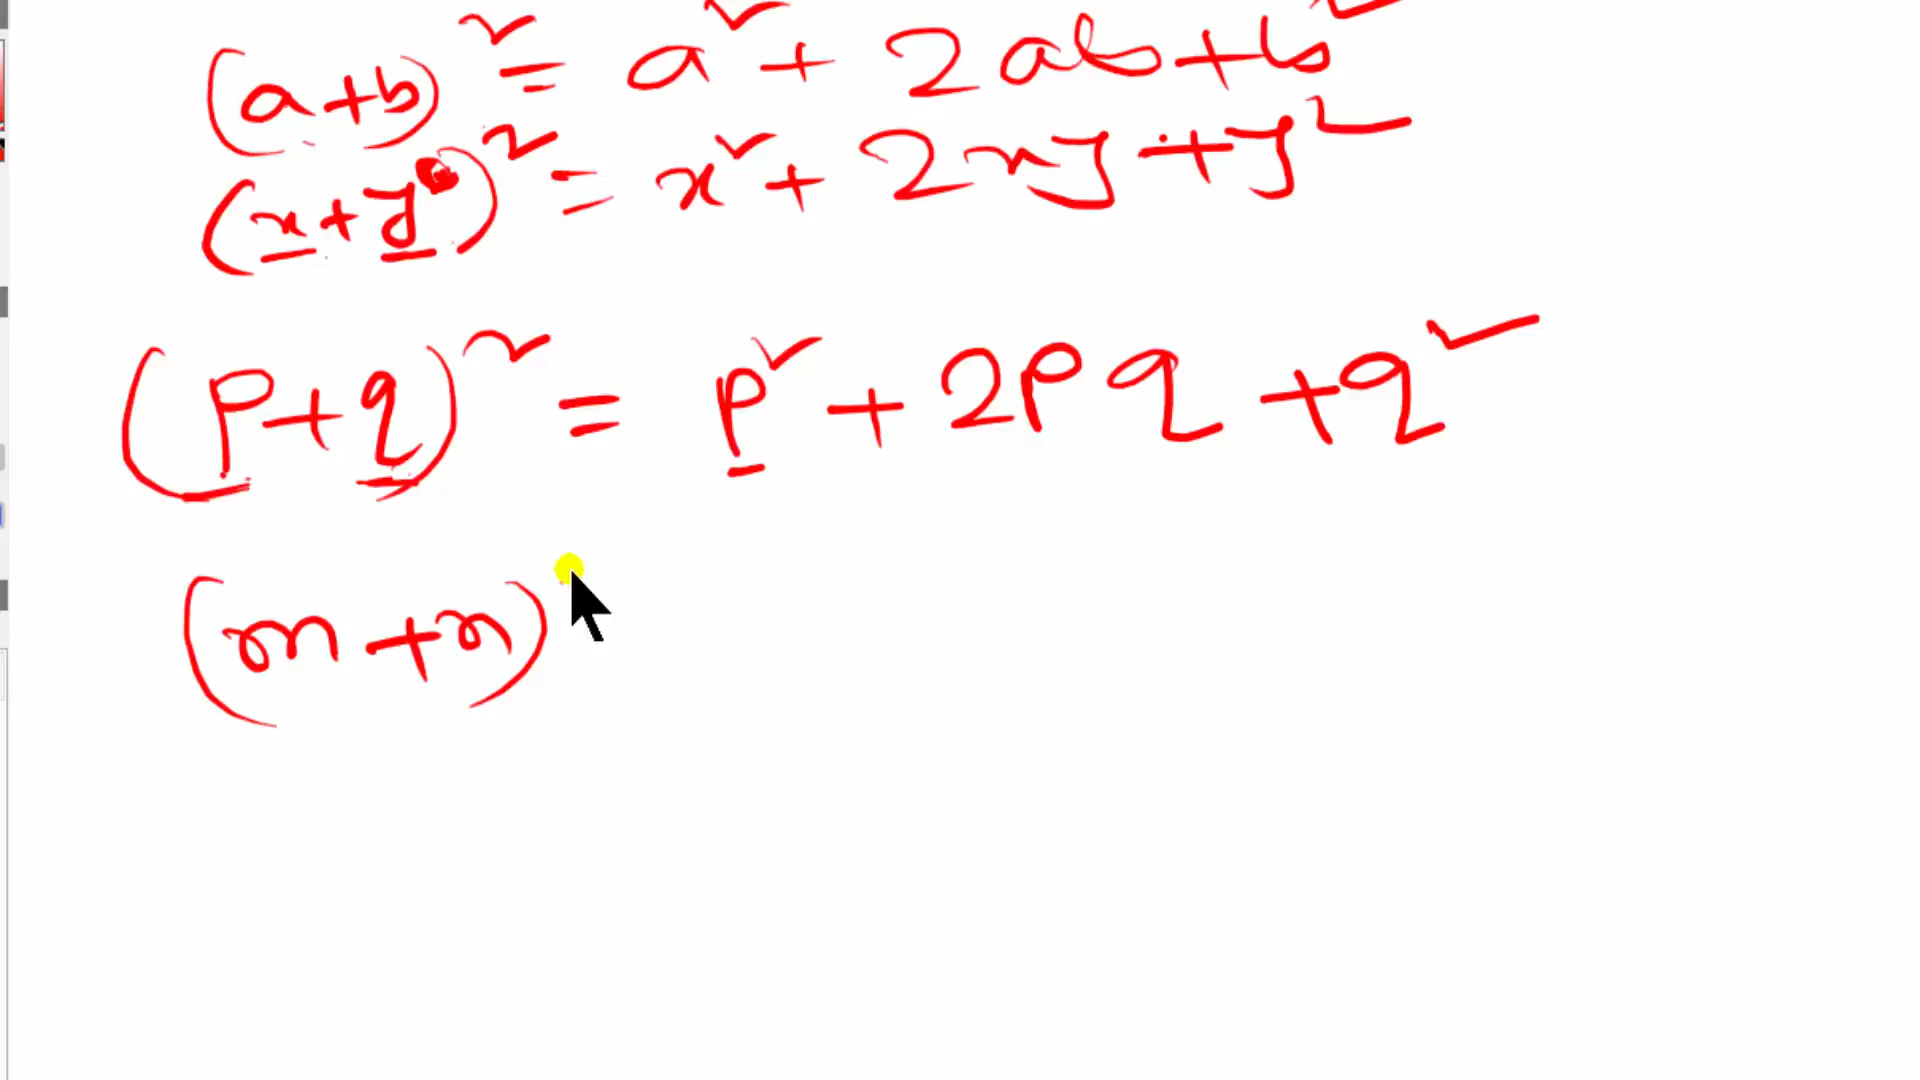 (a+b)² = a² + 2ab + b²
(x+y)² = x² + 2xy + y²
(p+q)² = p² + 2pq + q²
(m+n)